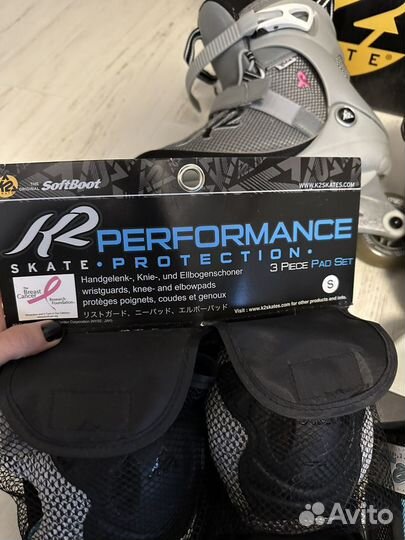 SKATE
K2
THE ORIGINAL SoftBoot
WWW.K2SKATES.COM
K2 PERFORMANCE
SKATE • PROTECTION •
3 PIECE PAD SET
The Breast Cancer Research Foundation
Handgelenk-, Knie-, und Ellbogenschoner
wristguards, knee- and elbowpads
protèges poignets, coudes et genoux
リストガード、ニーパッド、エルボーパッド
S
Visit: www.k2skates.com for other products and info.
Avito